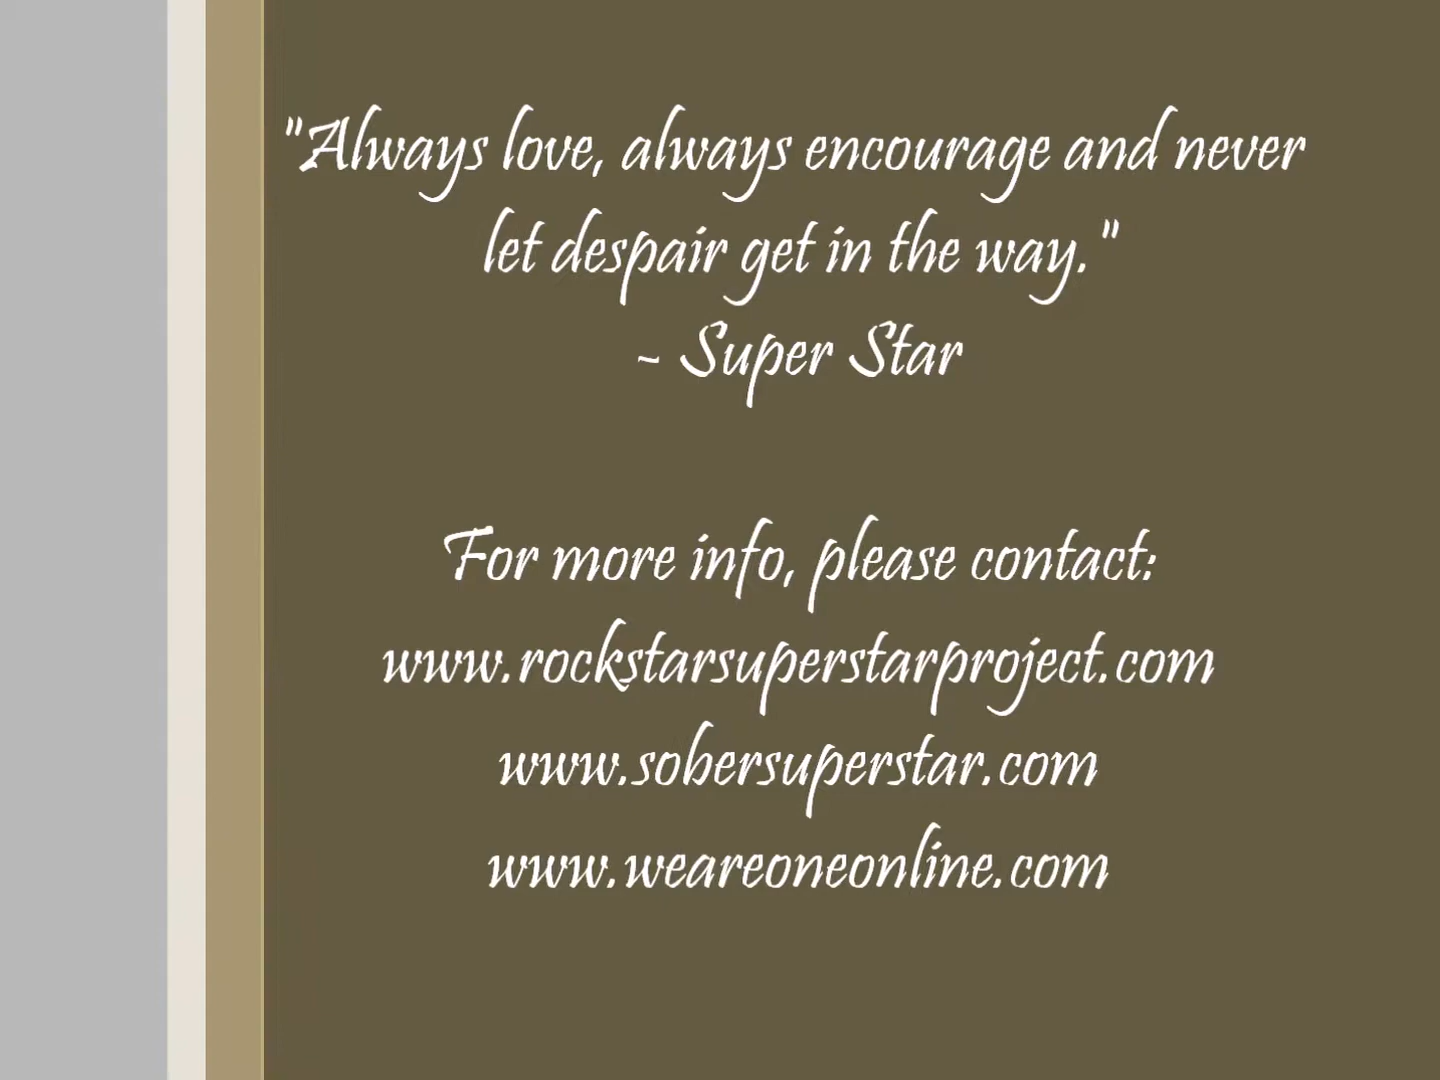 "Always love, always encourage and never
let despair get in the way."
~ Super Star
For more info, please contact:
www.rockstarsuperstarproject.com
www.sobersuperstar.com
www.weareoneonline.com